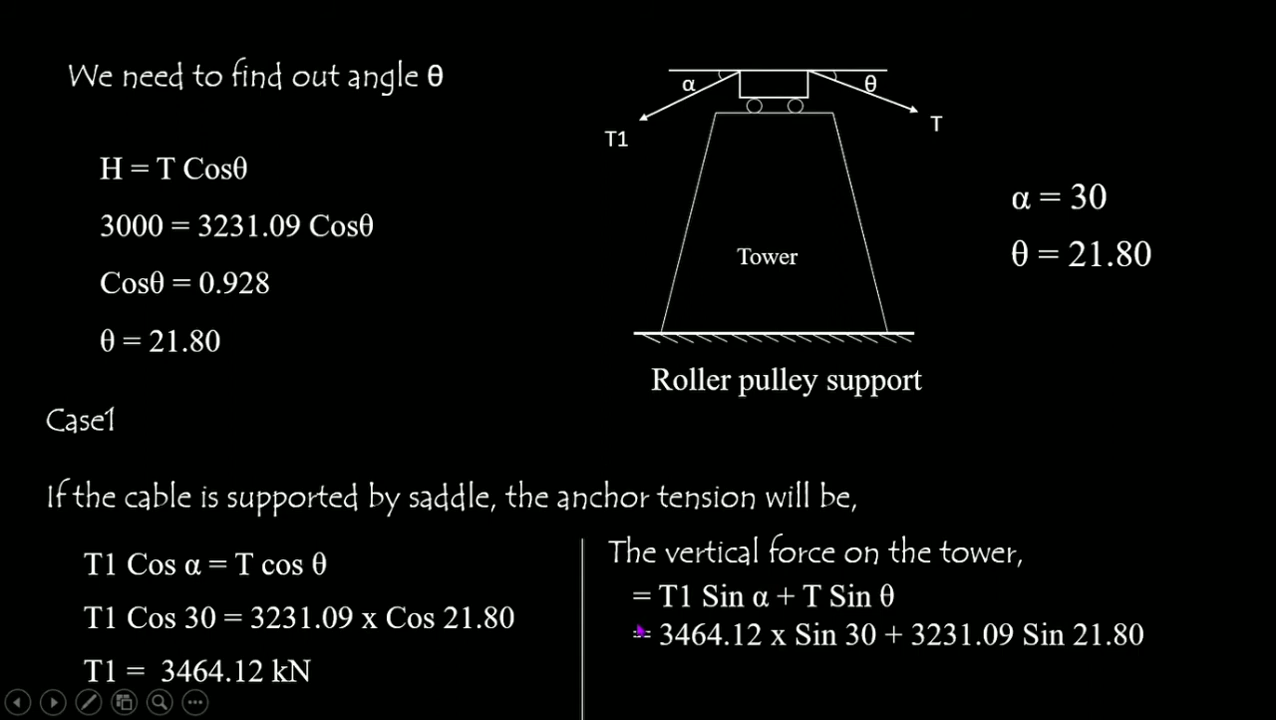 We need to find out angle θ
H = T Cosθ
3000 = 3231.09 Cosθ
Cosθ = 0.928
θ = 21.80
α
θ
T1
T
Tower
Roller pulley support
α = 30
θ = 21.80
Case1
If the cable is supported by saddle, the anchor tension will be,
T1 Cos α = T cos θ
T1 Cos 30 = 3231.09 x Cos 21.80
T1 = 3464.12 kN
The vertical force on the tower,
= T1 Sin α + T Sin θ
= 3464.12 x Sin 30 + 3231.09 Sin 21.80